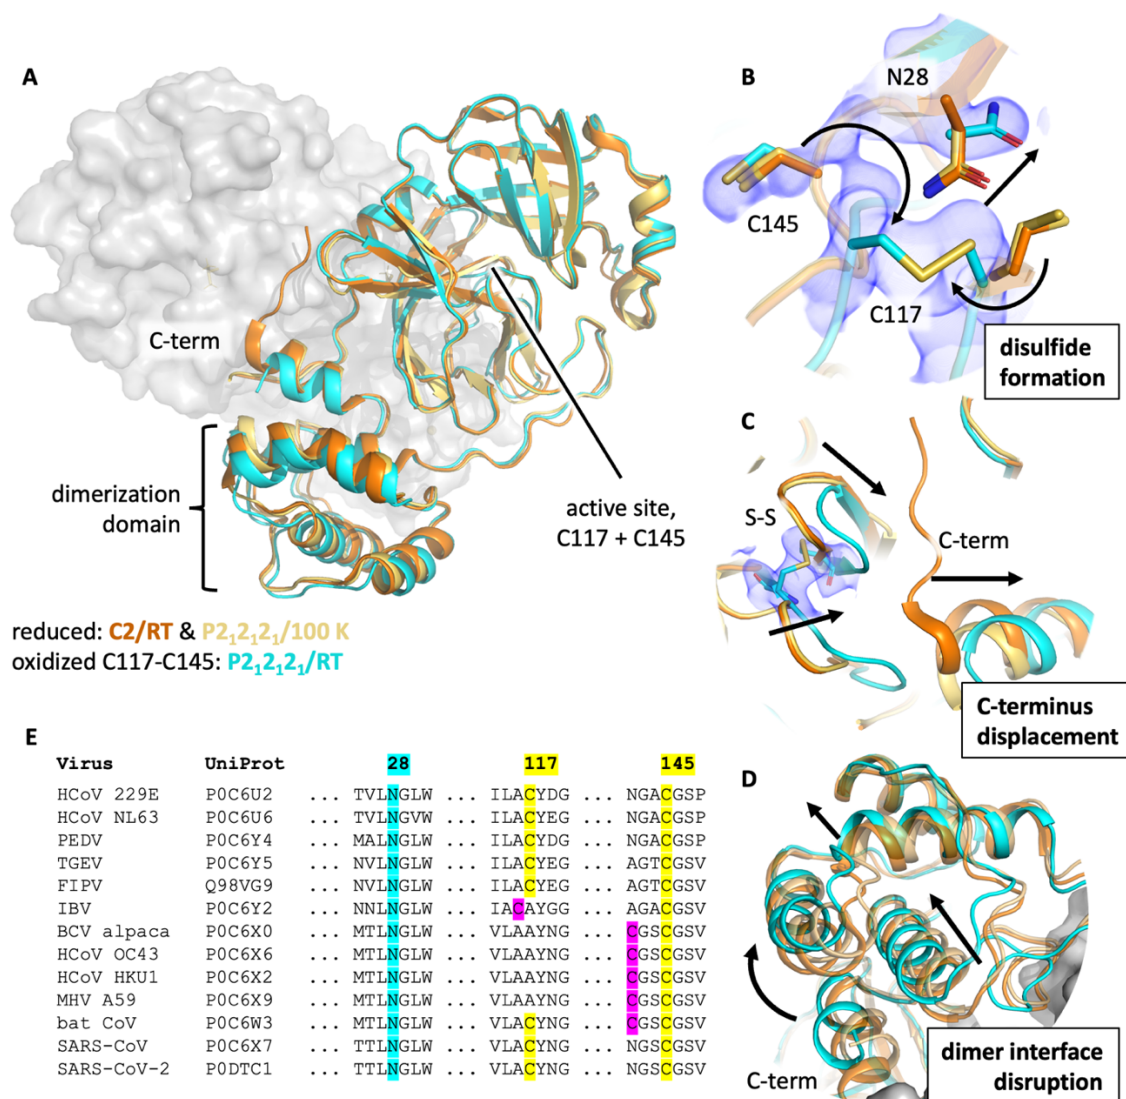 A
C-term
dimerization
domain
active site,
C117 + C145
reduced: C2/RT & P2₁2₁2₁/100 K
oxidized C117-C145: P2₁2₁2₁/RT
B
N28
C145
C117
disulfide
formation
C
S-S
C-term
C-terminus
displacement
D
C-term
dimer interface
disruption
E
Virus UniProt 28 117 145
HCoV 229E P0C6U2 ... TVLNGLW ... ILACYDG ... NGACGSP
HCoV NL63 P0C6U6 ... TVLNGVW ... ILACYEG ... NGACGSP
PEDV P0C6Y4 ... MALNGLW ... ILACYDG ... NGACGSP
TGEV P0C6Y5 ... NVLNGLW ... ILACYEG ... AGTCGSV
FIPV Q98VG9 ... NVLNGLW ... ILACYEG ... AGTCGSV
IBV P0C6Y2 ... NNLNGLW ... IACAYGG ... AGACGSV
BCV alpaca P0C6X0 ... MTLNGLW ... VLAAYNG ... CGSCGSV
HCoV OC43 P0C6X6 ... MTLNGLW ... VLAAYNG ... CGSCGSV
HCoV HKU1 P0C6X2 ... MTLNGLW ... VLAAYNG ... CGSCGSV
MHV A59 P0C6X9 ... MTLNGLW ... VLAAYNG ... CGSCGSV
bat CoV P0C6W3 ... MTLNGLW ... VLACYNG ... CGSCGSV
SARS-CoV P0C6X7 ... TTLNGLW ... VLACYNG ... NGSCGSV
SARS-CoV-2 P0DTC1 ... TTLNGLW ... VLACYNG ... NGSCGSV